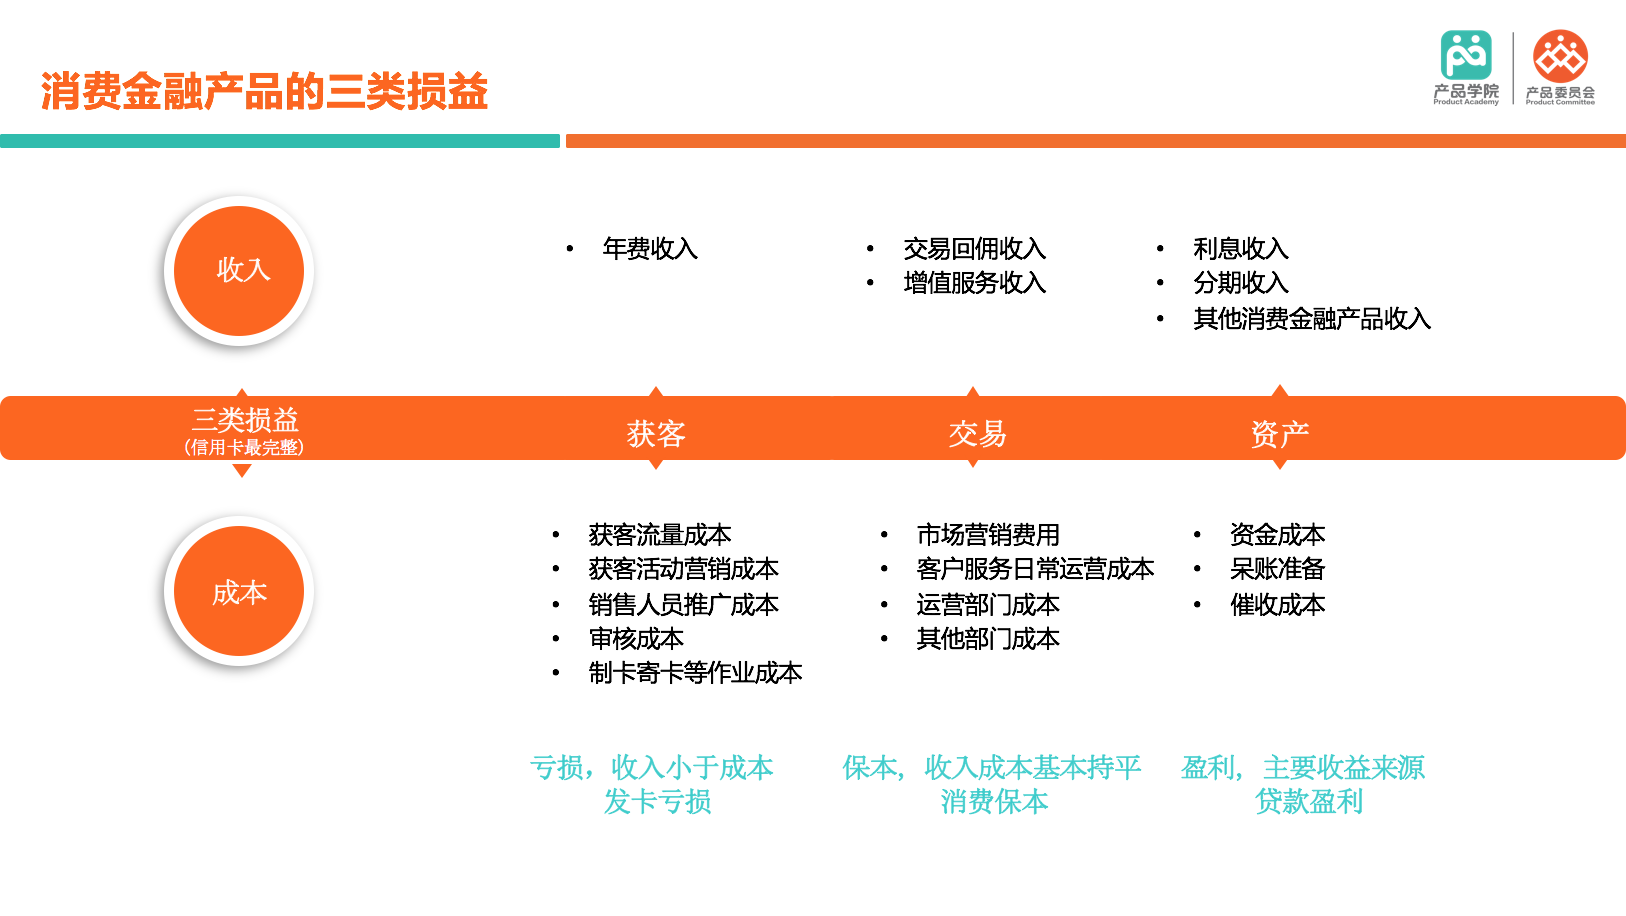 消费金融产品的三类损益
产品学院
Product Academy
产品委员会
Product Committee
收入
• 年费收入
• 交易回佣收入
• 增值服务收入
• 利息收入
• 分期收入
• 其他消费金融产品收入
三类损益
(信用卡最完整)
获客
交易
资产
成本
• 获客流量成本
• 获客活动营销成本
• 销售人员推广成本
• 审核成本
• 制卡寄卡等作业成本
• 市场营销费用
• 客户服务日常运营成本
• 运营部门成本
• 其他部门成本
• 资金成本
• 呆账准备
• 催收成本
亏损，收入小于成本
发卡亏损
保本，收入成本基本持平
消费保本
盈利，主要收益来源
贷款盈利